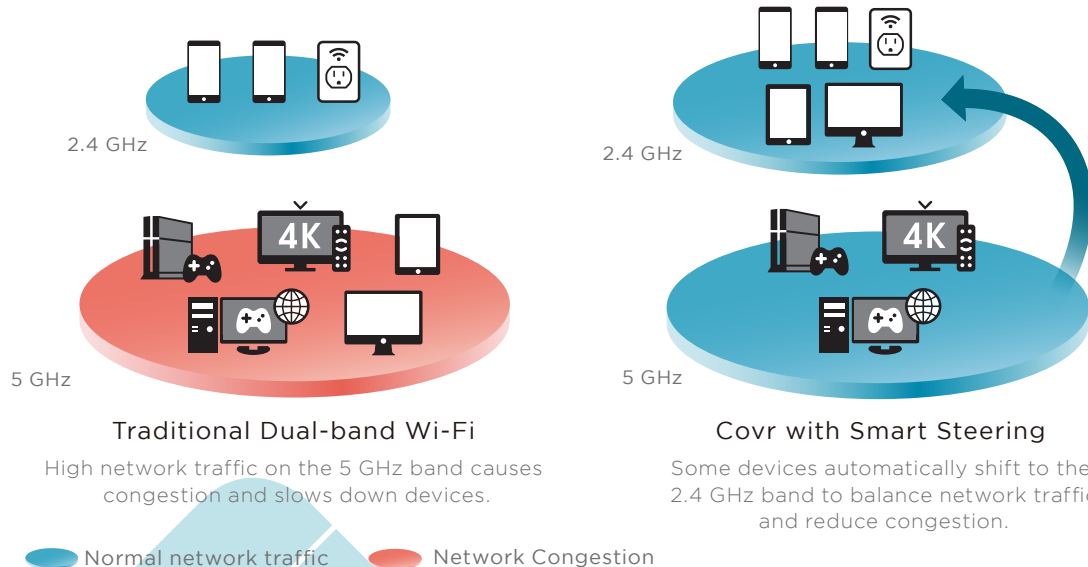 2.4 GHz
4K
5 GHz
Traditional Dual-band Wi-Fi
High network traffic on the 5 GHz band causes
congestion and slows down devices.
2.4 GHz
4K
5 GHz
Covr with Smart Steering
Some devices automatically shift to the
2.4 GHz band to balance network traffic
and reduce congestion.
Normal network traffic
Network Congestion